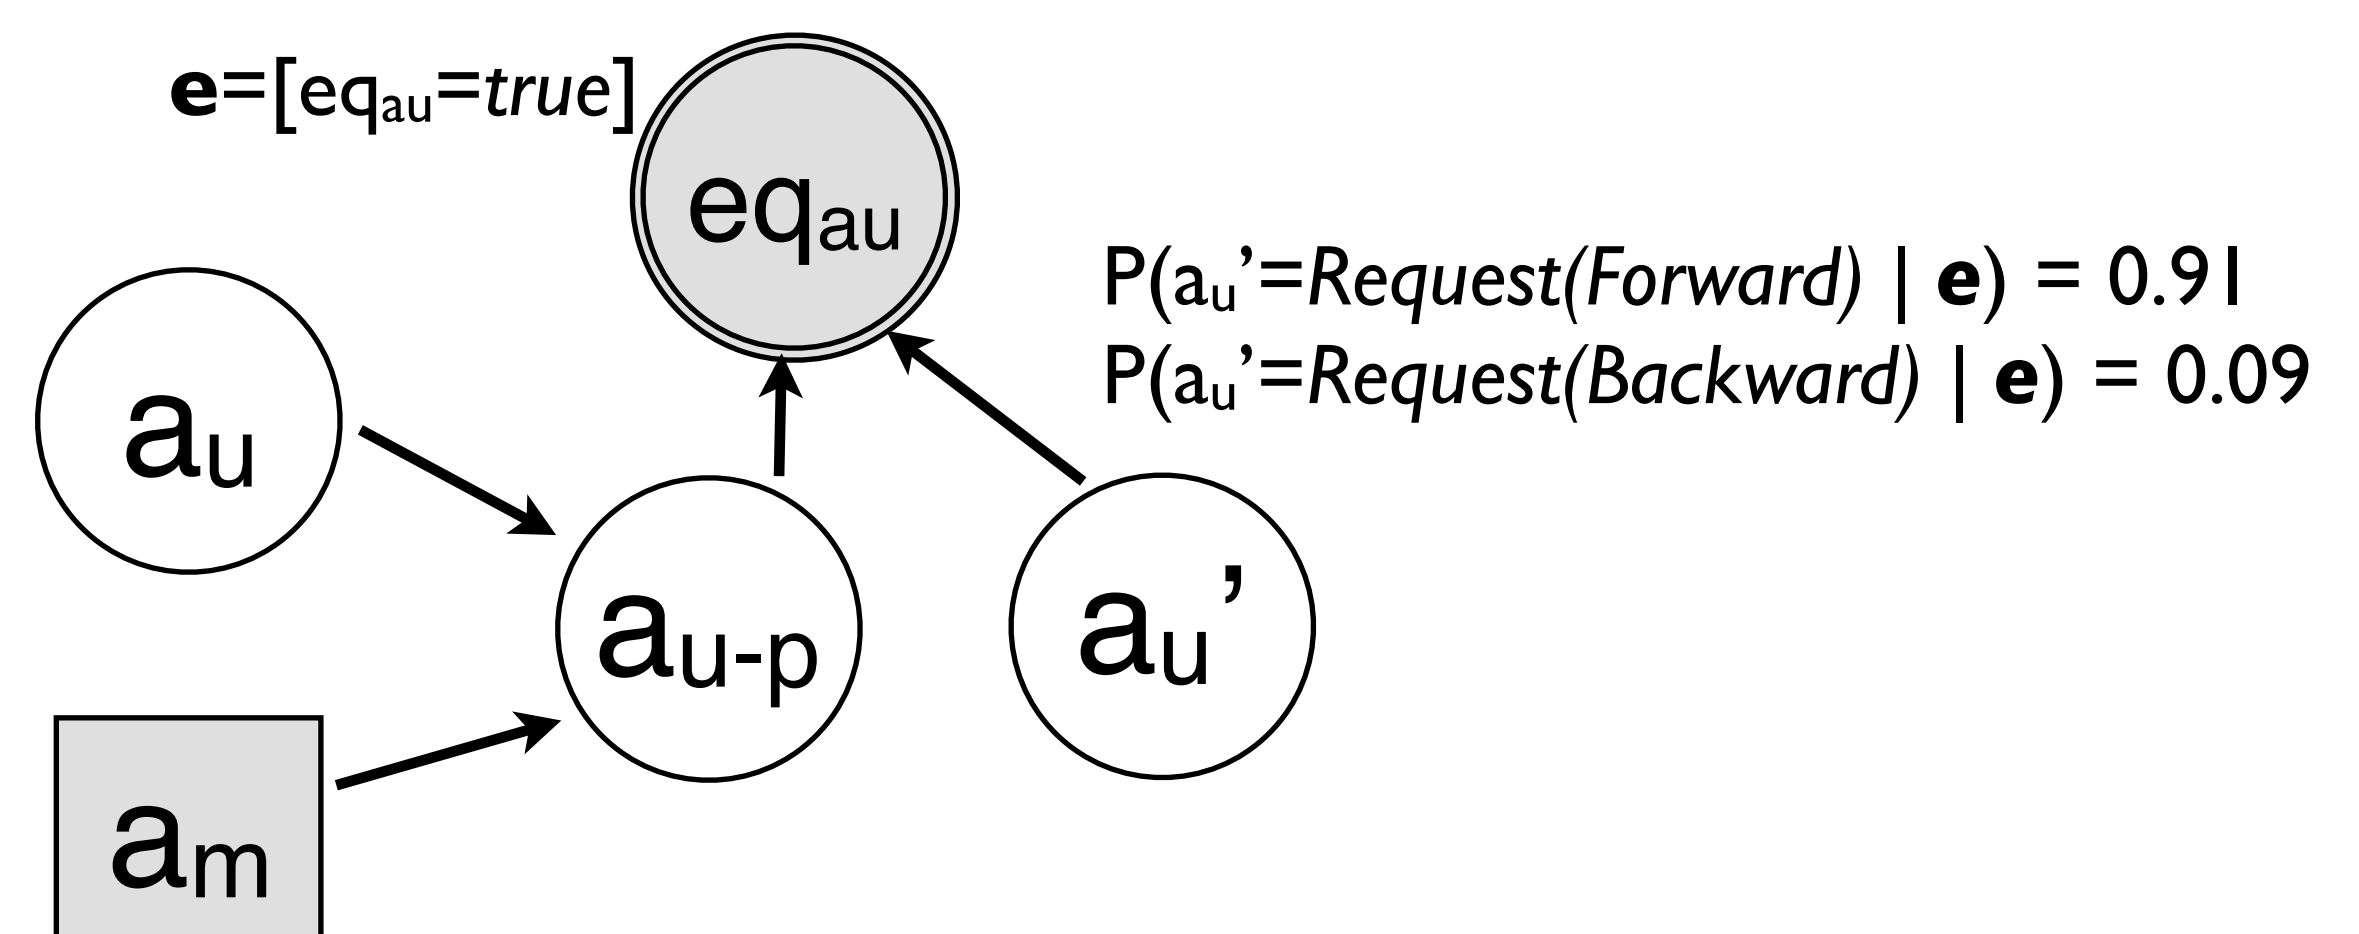 e=[eqau=true]
eqau
P(au’=Request(Forward) | e) = 0.91
P(au’=Request(Backward) | e) = 0.09
au
au-p
au’
am